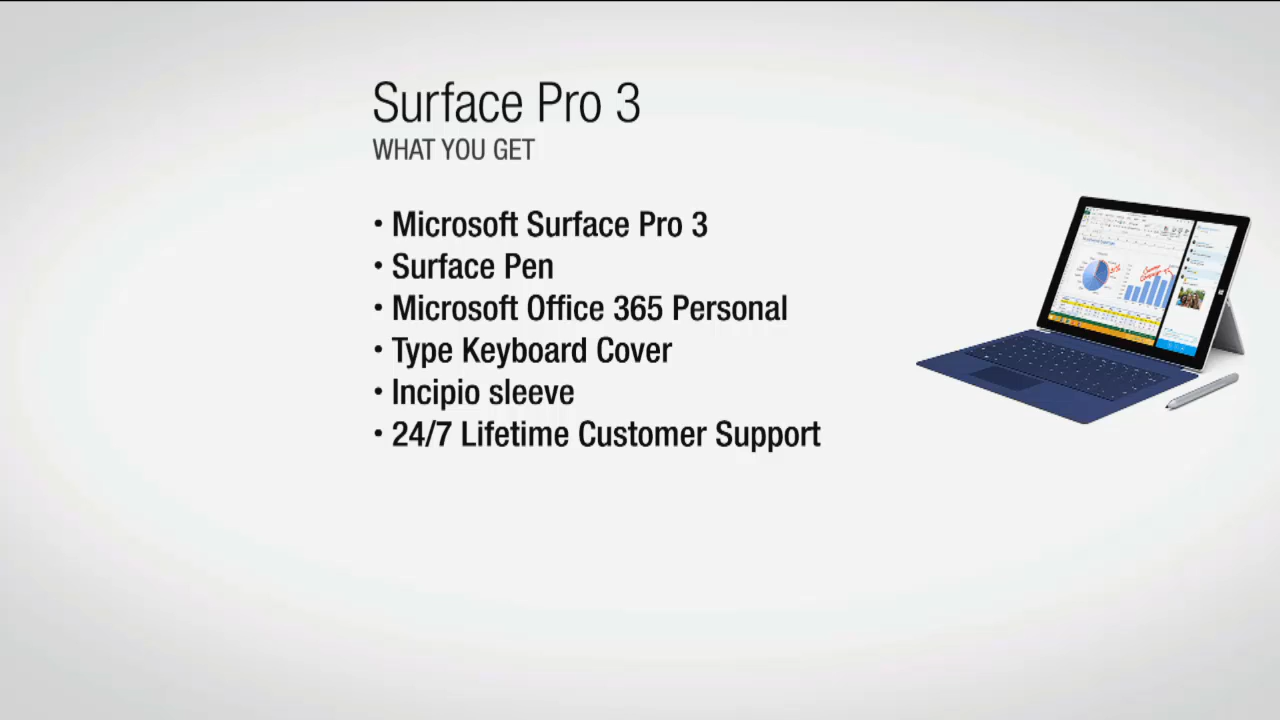 Surface Pro 3
WHAT YOU GET
• Microsoft Surface Pro 3
• Surface Pen
• Microsoft Office 365 Personal
• Type Keyboard Cover
• Incipio sleeve
• 24/7 Lifetime Customer Support